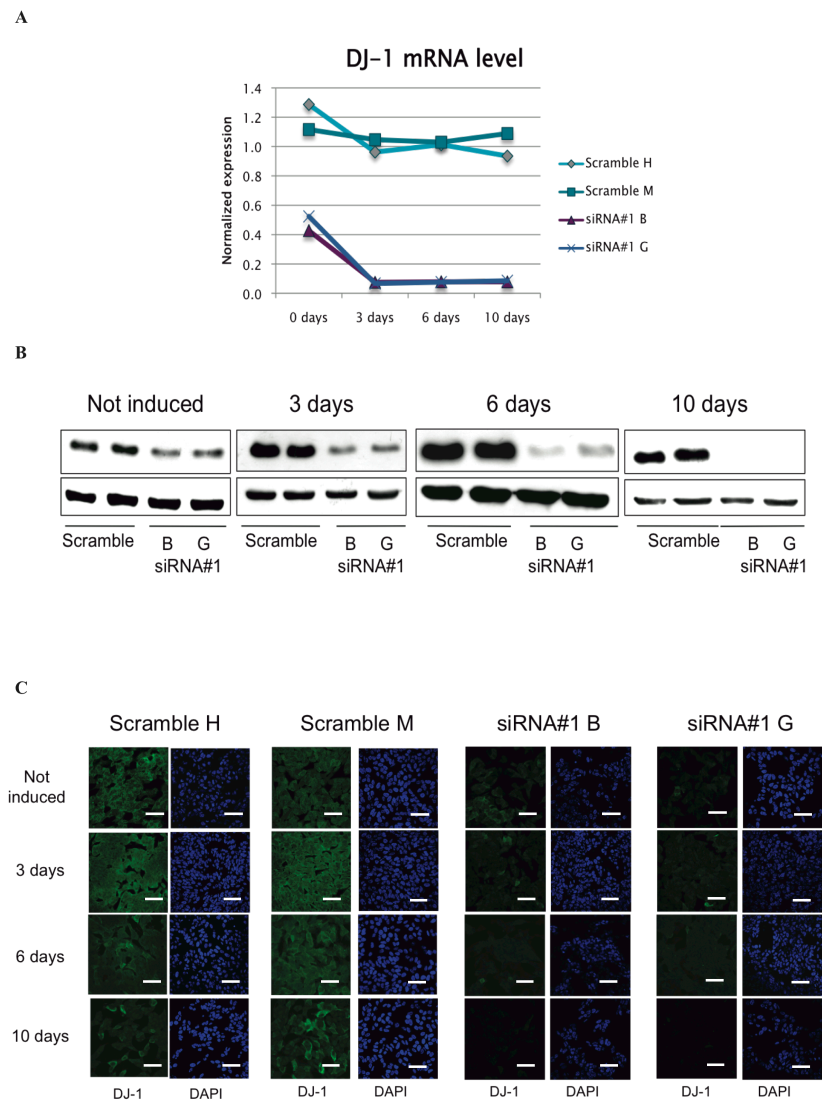 A
DJ-1 mRNA level
Normalized expression
1.4
1.2
1.0
0.8
0.6
0.4
0.2
0.0
0 days 3 days 6 days 10 days
Scramble H
Scramble M
siRNA#1 B
siRNA#1 G
B
Not induced 3 days 6 days 10 days
Scramble B G Scramble B G Scramble B G Scramble B G
siRNA#1 siRNA#1 siRNA#1 siRNA#1
C
Scramble H Scramble M siRNA#1 B siRNA#1 G
Not
induced
3 days
6 days
10 days
DJ-1 DAPI DJ-1 DAPI DJ-1 DAPI DJ-1 DAPI